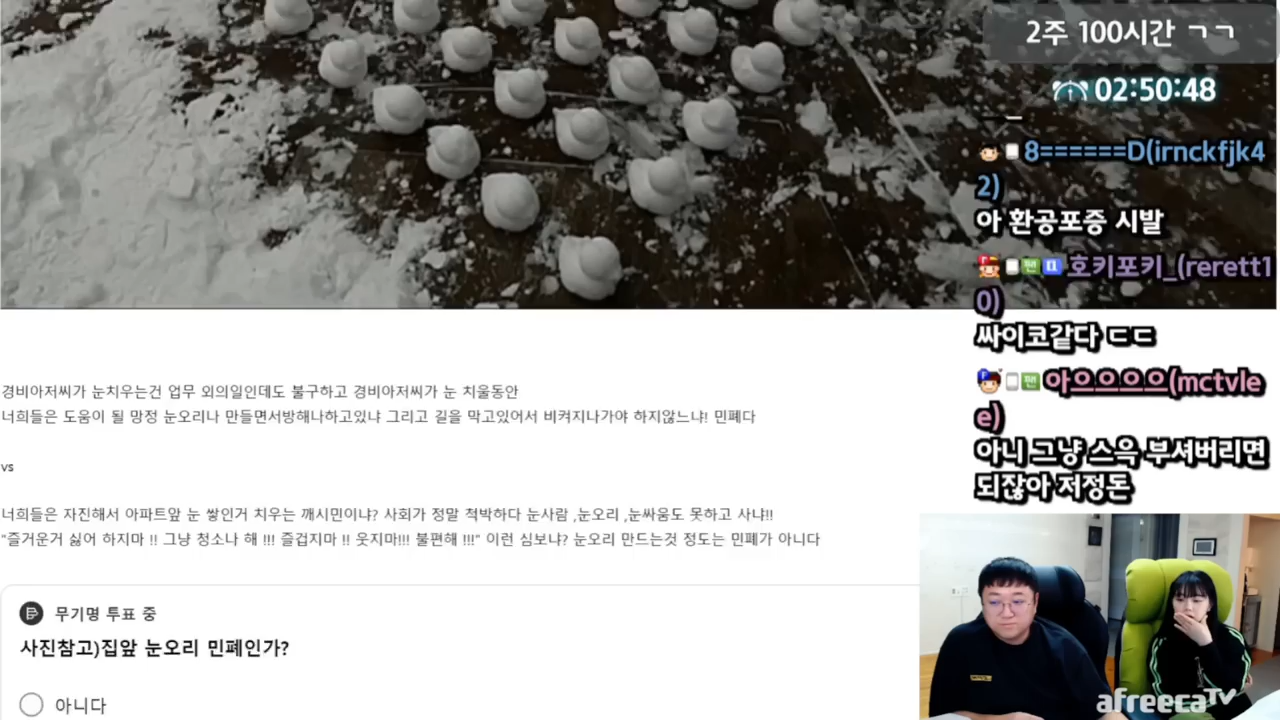 2주 100시간 ㄱㄱ
02:50:48
8======D(irnckfjk4
2)
아 환공포증 시발
호키포키_(rerett1
0)
싸이코같다 ㄷㄷ
아으으으으(mctvle
e)
아니 그냥 스윽 부셔버리면
되잖아 저정돈
경비아저씨가 눈치우는건 업무 외의일인데도 불구하고 경비아저씨가 눈 치울동안
너희들은 도움이 될 망정 눈오리나 만들면서방해나하고있냐 그리고 길을 막고있어서 비켜지나가야 하지않느냐! 민폐다
vs
너희들은 자진해서 아파트앞 눈 쌓인거 치우는 깨시민이냐? 사회가 정말 척박하다 눈사람 ,눈오리 ,눈싸움도 못하고 사냐!!
“즐거운거 싫어 하지마 !! 그냥 청소나 해 !!! 즐겁지마 !! 웃지마!!! 불편해 !!!” 이런 심보냐? 눈오리 만드는것 정도는 민폐가 아니다
무기명 투표 중
사진참고)집앞 눈오리 민폐인가?
아니다
afreecaTV